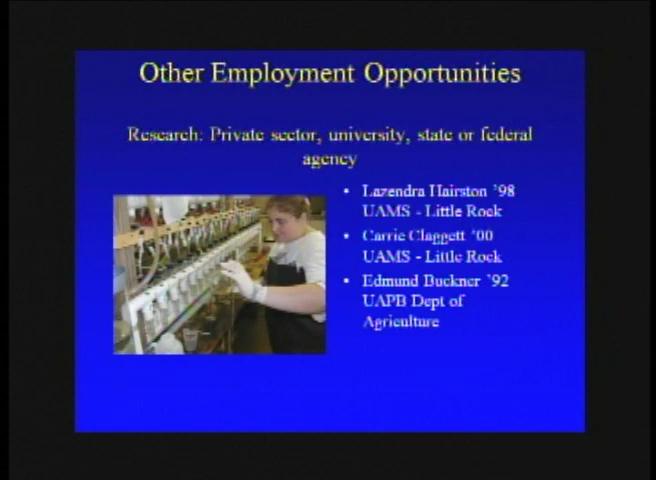 Other Employment Opportunities
Research: Private sector, university, state or federal
agency
• Lazendra Hairston '98
UAMS - Little Rock
• Carrie Claggett '00
UAMS - Little Rock
• Edmund Buckner '92
UAPB Dept of
Agriculture